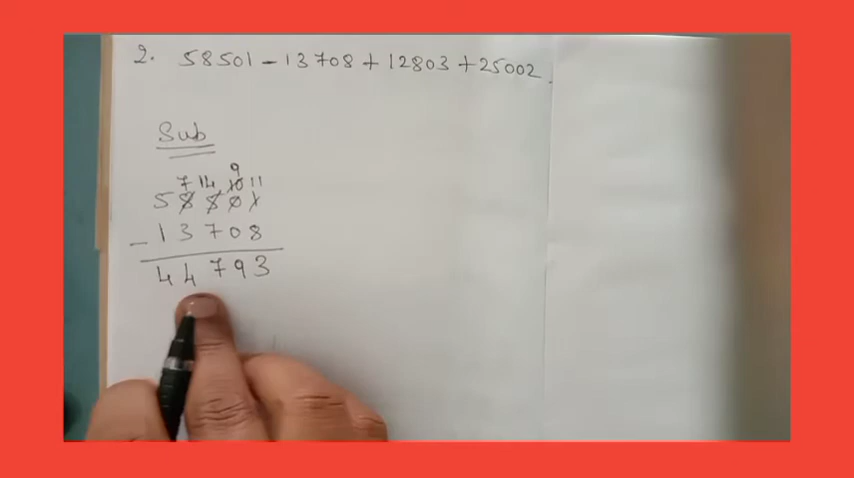 2. 58501 - 13708 + 12803 + 25002
Sub
9
7 14 10 11
58501
- 13708
44793